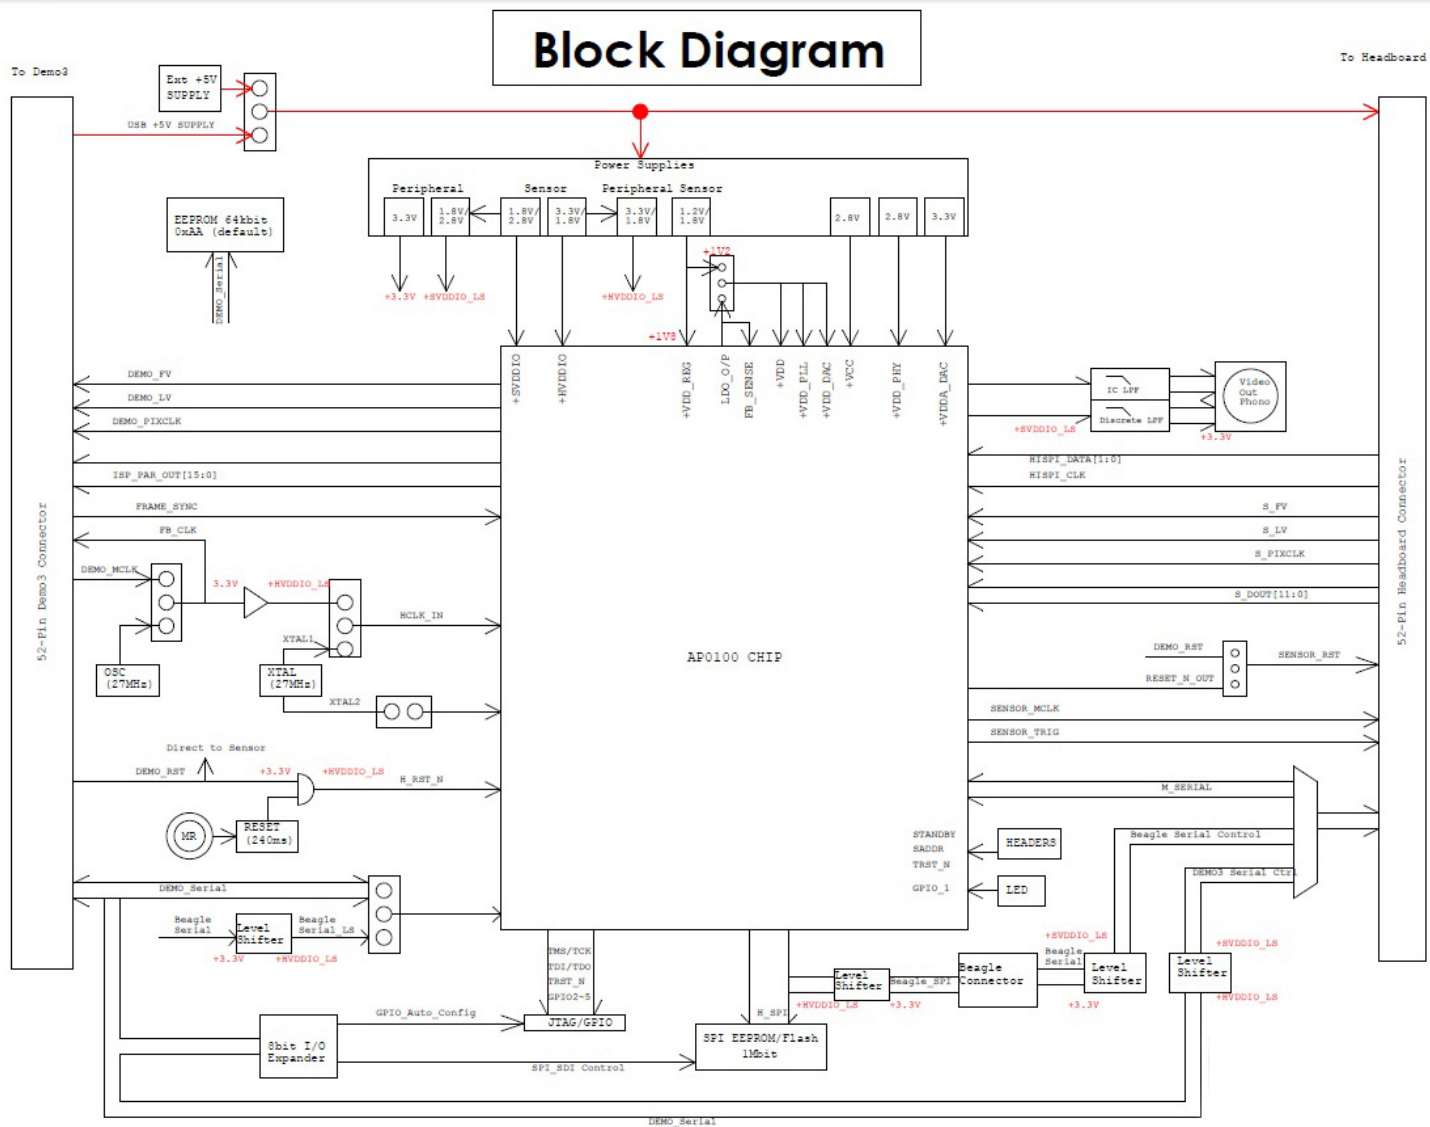 Block Diagram
To Demo3
To Headboard
Ext +5V
SUPPLY
USB +5V SUPPLY
Power Supplies
Peripheral
Sensor
Peripheral Sensor
3.3V
1.8V/
2.8V
1.8V/
2.8V
3.3V/
1.8V
3.3V/
1.8V
1.2V/
1.8V
2.8V
2.8V
3.3V
EEPROM 64kbit
0xAA (default)
DEMO_Serial
+3.3V
+SVDDIO_LS
+HVDDIO_LS
+1V2
+1V8
+SVDDIO
+HVDDIO
+VDD_REG
LDO_O/P
FB_SENSE
+VDD
+VDD_PLL
+VDD_DAC
+VCC
+VDD_PHY
+VDDA_DAC
DEMO_FV
DEMO_LV
DEMO_PIXCLK
ISP_PAR_OUT[15:0]
FRAME_SYNC
FB_CLK
DEMO_MCLK
3.3V
+HVDDIO_LS
HCLK_IN
OSC
(27MHs)
XTAL1
XTAL
(27MHs)
XTAL2
52-Pin Demo3 Connector
AP0100 CHIP
IC LPF
Discrete LPF
Video
Out
Phono
+SVDDIO_LS
+3.3V
HISPI_DATA[1:0]
HISPI_CLK
S_FV
S_LV
S_PIXCLK
S_DOUT[11:0]
52-Pin Headboard Connector
DEMO_RST
SENSOR_RST
RESET_N_OUT
SENSOR_MCLK
SENSOR_TRIG
Direct to Sensor
DEMO_RST
+3.3V
+HVDDIO_LS
H_RST_N
MR
RESET
(240ms)
M_SERIAL
Beagle Serial Control
DEMO3 Serial Ctrl
STANDBY
SADDR
TRST_N
GPIO_1
HEADERS
LED
DEMO_Serial
Beagle
Serial
Level
Shifter
Beagle
Serial_LS
+3.3V
+HVDDIO_LS
TMS/TCK
TDI/TDO
TRST_N
GPIO2~5
JTAG/GPIO
GPIO_Auto_Config
8bit I/O
Expander
SPI_SDI Control
H_SPI
SPI EEPROM/Flash
1Mbit
Level
Shifter
+HVDDIO_LS
Beagle_SPI
+3.3V
Beagle
Connector
Beagle
Serial
+SVDDIO_LS
Level
Shifter
+3.3V
Level
Shifter
+SVDDIO_LS
+HVDDIO_LS
DEMO_Serial